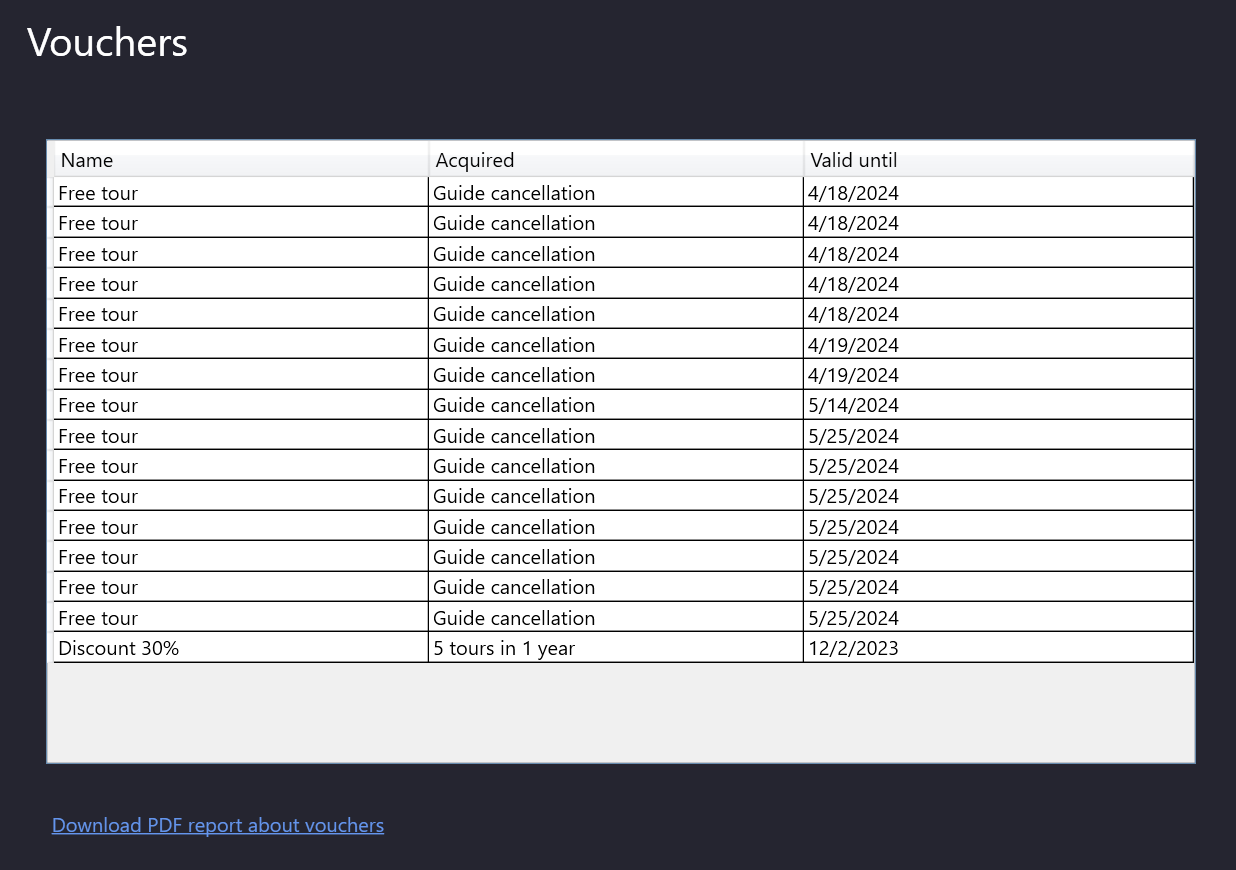 Vouchers
Name Acquired Valid until
Free tour Guide cancellation 4/18/2024
Free tour Guide cancellation 4/18/2024
Free tour Guide cancellation 4/18/2024
Free tour Guide cancellation 4/18/2024
Free tour Guide cancellation 4/18/2024
Free tour Guide cancellation 4/19/2024
Free tour Guide cancellation 4/19/2024
Free tour Guide cancellation 5/14/2024
Free tour Guide cancellation 5/25/2024
Free tour Guide cancellation 5/25/2024
Free tour Guide cancellation 5/25/2024
Free tour Guide cancellation 5/25/2024
Free tour Guide cancellation 5/25/2024
Free tour Guide cancellation 5/25/2024
Free tour Guide cancellation 5/25/2024
Discount 30% 5 tours in 1 year 12/2/2023
Download PDF report about vouchers